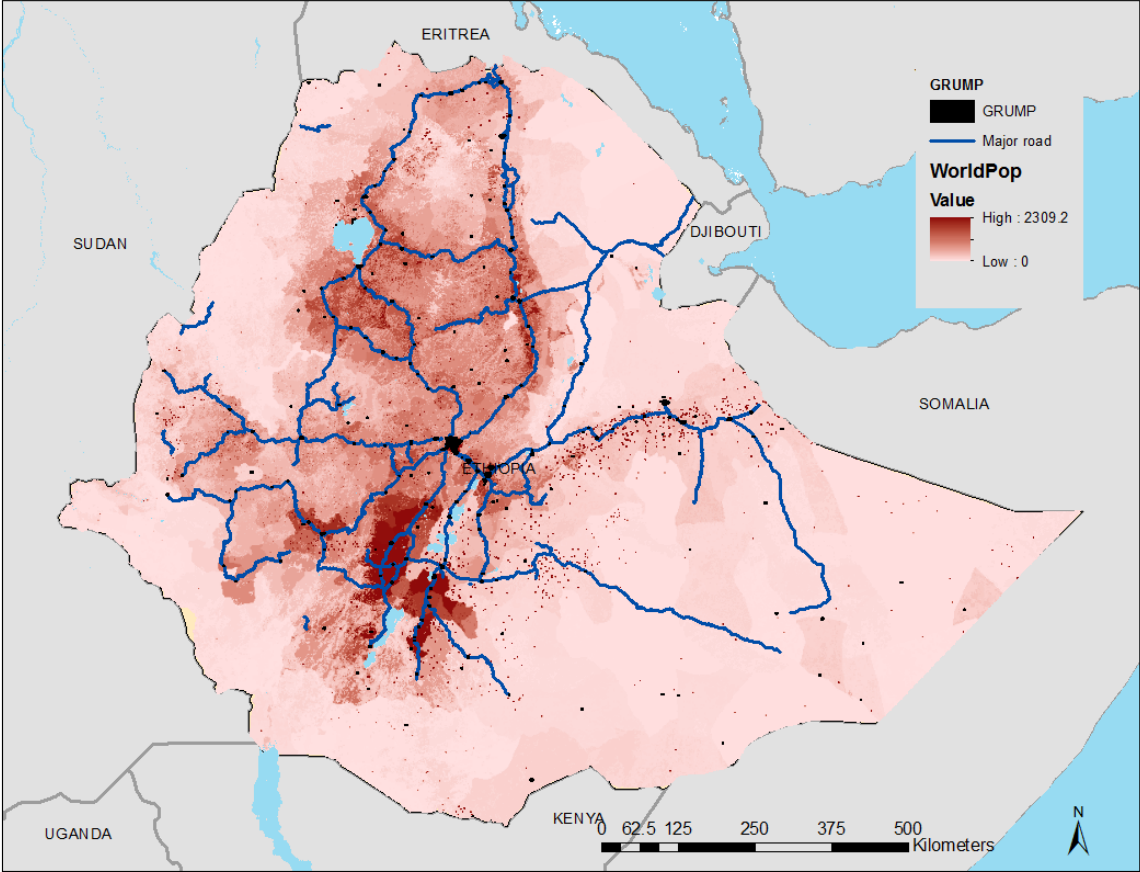 ERITREA
GRUMP
GRUMP
Major road
WorldPop
Value
High : 2309.2
Low : 0
SUDAN
DJIBOUTI
SOMALIA
ETHIOPIA
UGANDA
KENYA
0 62.5 125 250 375 500
Kilometers
N